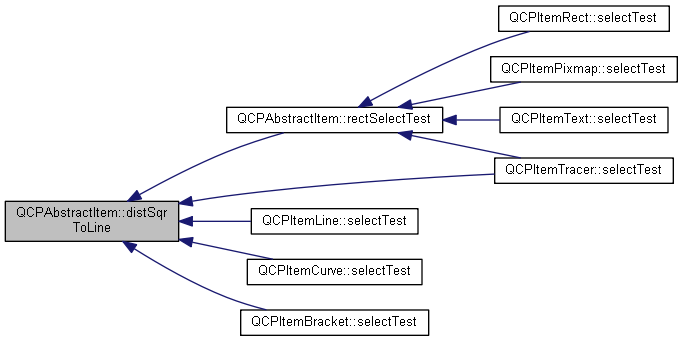 QCPItemRect::selectTest
QCPItemPixmap::selectTest
QCPAbstractItem::rectSelectTest
QCPItemText::selectTest
QCPItemTracer::selectTest
QCPAbstractItem::distSqr
ToLine
QCPItemLine::selectTest
QCPItemCurve::selectTest
QCPItemBracket::selectTest